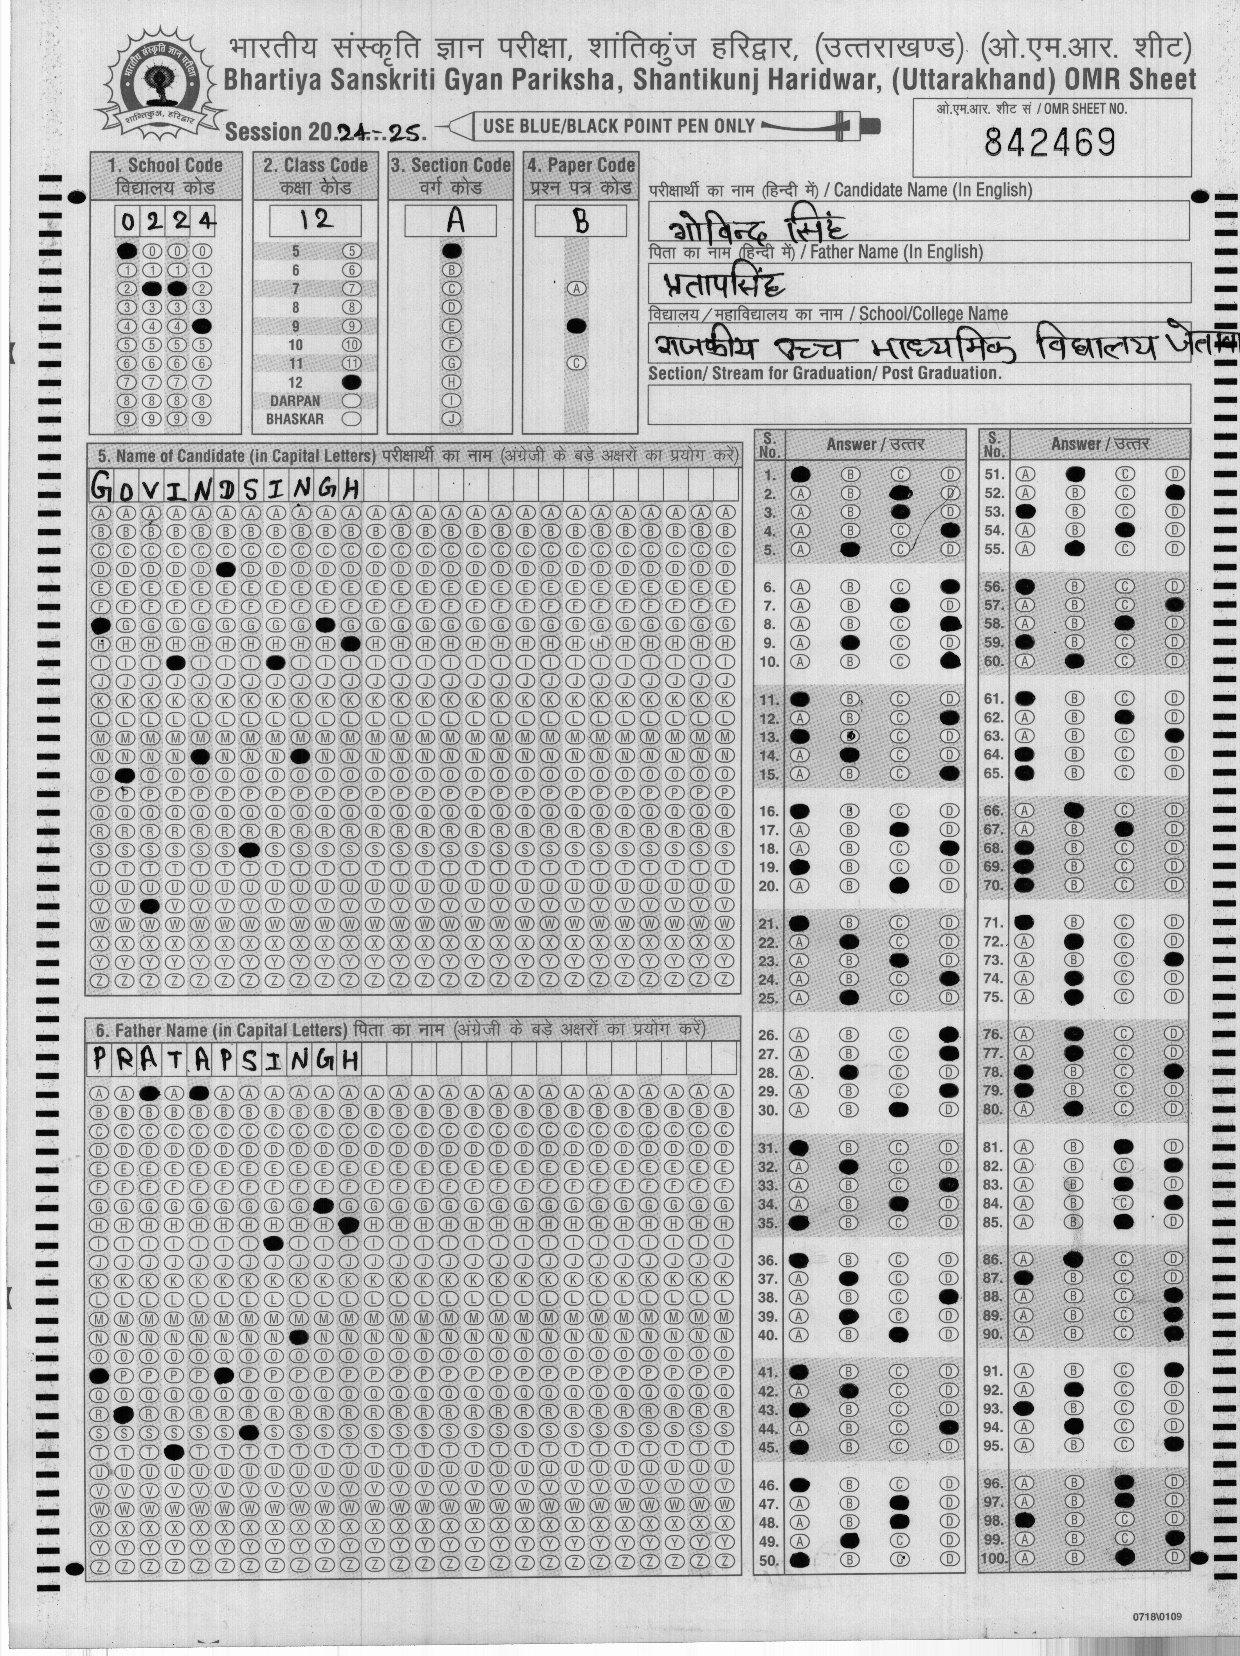 भारतीय संस्कृति ज्ञान परीक्षा, शांतिकुंज हरिद्वार, (उत्तराखण्ड) (ओ.एम.आर. शीट)
Bhartiya Sanskriti Gyan Pariksha, Shantikunj Haridwar, (Uttarakhand) OMR Sheet
Session 2024-25.
USE BLUE/BLACK POINT PEN ONLY
ओ.एम.आर. शीट सं / OMR SHEET NO.
842469
1. School Code
विद्यालय कोड
0224
2. Class Code
कक्षा कोड
12
5
6
7
8
9
10
11
12
DARPAN
BHASKAR
3. Section Code
वर्ग कोड
A
B
C
D
E
F
G
H
I
J
4. Paper Code
प्रश्न पत्र कोड
B
A
C
परीक्षार्थी का नाम (हिन्दी में) / Candidate Name (In English)
गोविन्द सिंह
पिता का नाम (हिन्दी में) / Father Name (In English)
प्रतापसिंह
विद्यालय/महाविद्यालय का नाम / School/College Name
राजकीय उच्च माध्यमिक विद्यालय
Section/ Stream for Graduation/ Post Graduation.
5. Name of Candidate (in Capital Letters) परीक्षार्थी का नाम (अंग्रेजी के बड़े अक्षरों का प्रयोग करें)
GOVINDSINGH
6. Father Name (in Capital Letters) पिता का नाम (अंग्रेजी के बड़े अक्षरों का प्रयोग करें)
PRATAPSINGH
S. No. Answer / उत्तर
S. No. Answer / उत्तर
0718\0109